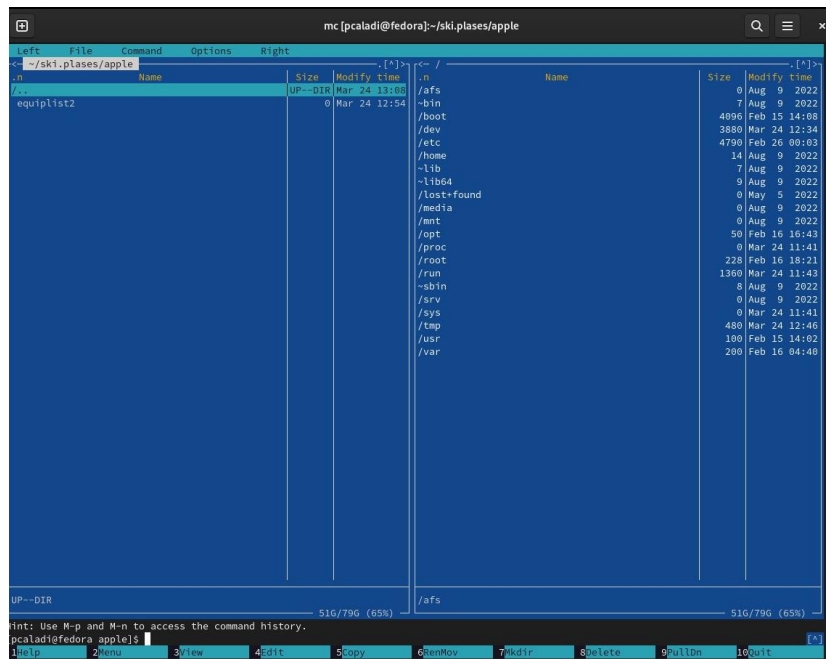 mc [pcaladi@fedora]:~/ski.plases/apple
Left File Command Options Right
<- ~/ski.plases/apple .[^]>
.n Name Size Modify time
/.. UP--DIR Mar 24 13:08
equiplist2 0 Mar 24 12:54
UP--DIR
51G/79G (65%)
<- / .[^]>
.n Name Size Modify time
/afs 0 Aug 9 2022
~bin 7 Aug 9 2022
/boot 4096 Feb 15 14:08
/dev 3880 Mar 24 12:34
/etc 4790 Feb 26 00:03
/home 14 Aug 9 2022
~lib 7 Aug 9 2022
~lib64 9 Aug 9 2022
/lost+found 0 May 5 2022
/media 0 Aug 9 2022
/mnt 0 Aug 9 2022
/opt 50 Feb 16 16:43
/proc 0 Mar 24 11:41
/root 228 Feb 16 18:21
/run 1360 Mar 24 11:43
~sbin 8 Aug 9 2022
/srv 0 Aug 9 2022
/sys 0 Mar 24 11:41
/tmp 480 Mar 24 12:46
/usr 100 Feb 15 14:02
/var 200 Feb 16 04:40
/afs
51G/79G (65%)
Hint: Use M-p and M-n to access the command history.
[pcaladi@fedora apple]$ [^]
1Help 2Menu 3View 4Edit 5Copy 6RenMov 7Mkdir 8Delete 9PullDn 10Quit